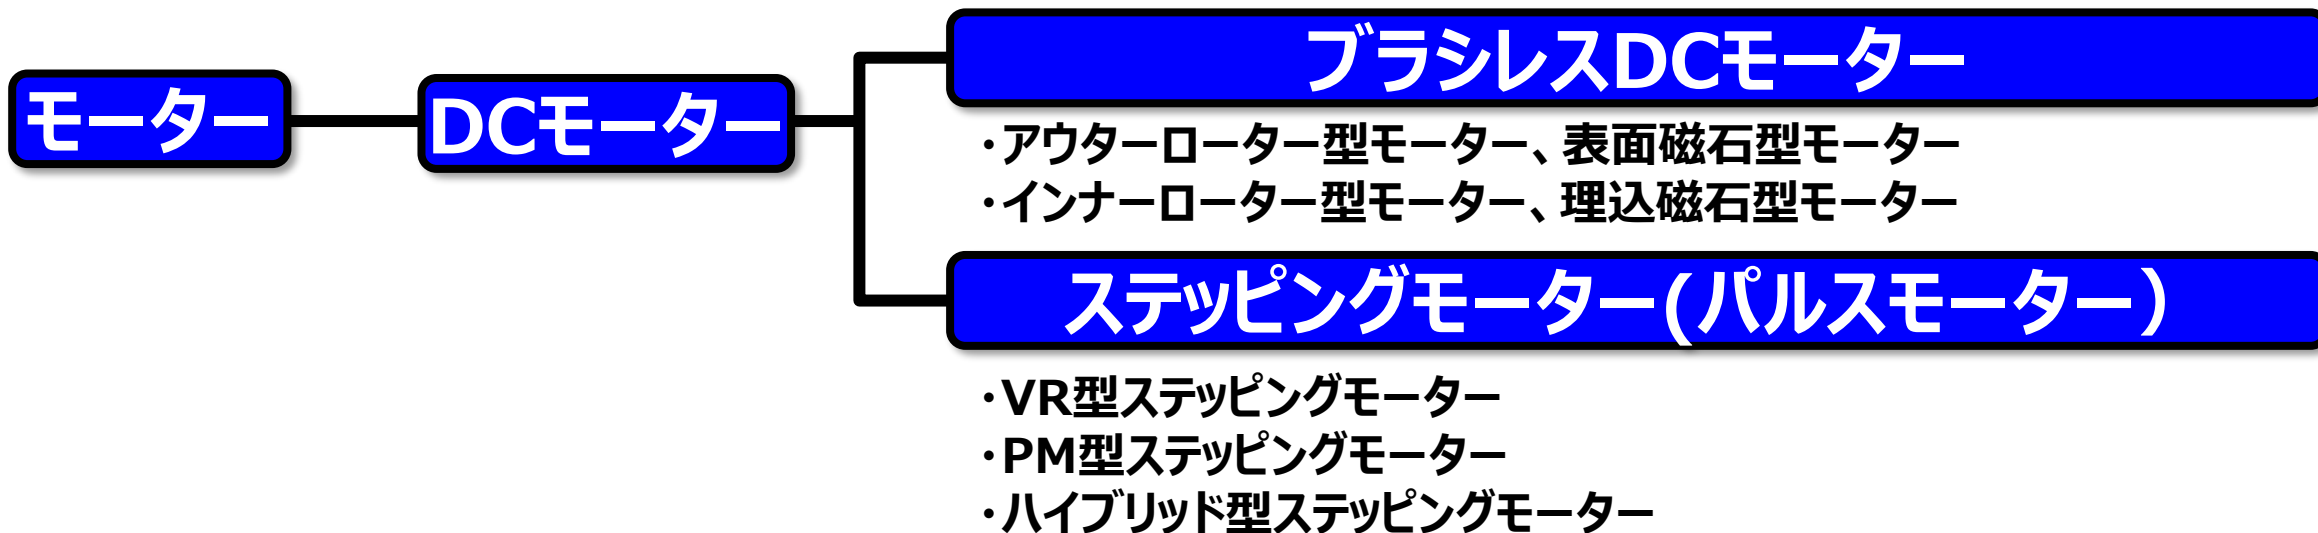 モーター
DCモーター
ブラシレスDCモーター
・アウターローター型モーター、表面磁石型モーター
・インナーローター型モーター、埋込磁石型モーター
ステッピングモーター(パルスモーター）
・VR型ステッピングモーター
・PM型ステッピングモーター
・ハイブリッド型ステッピングモーター